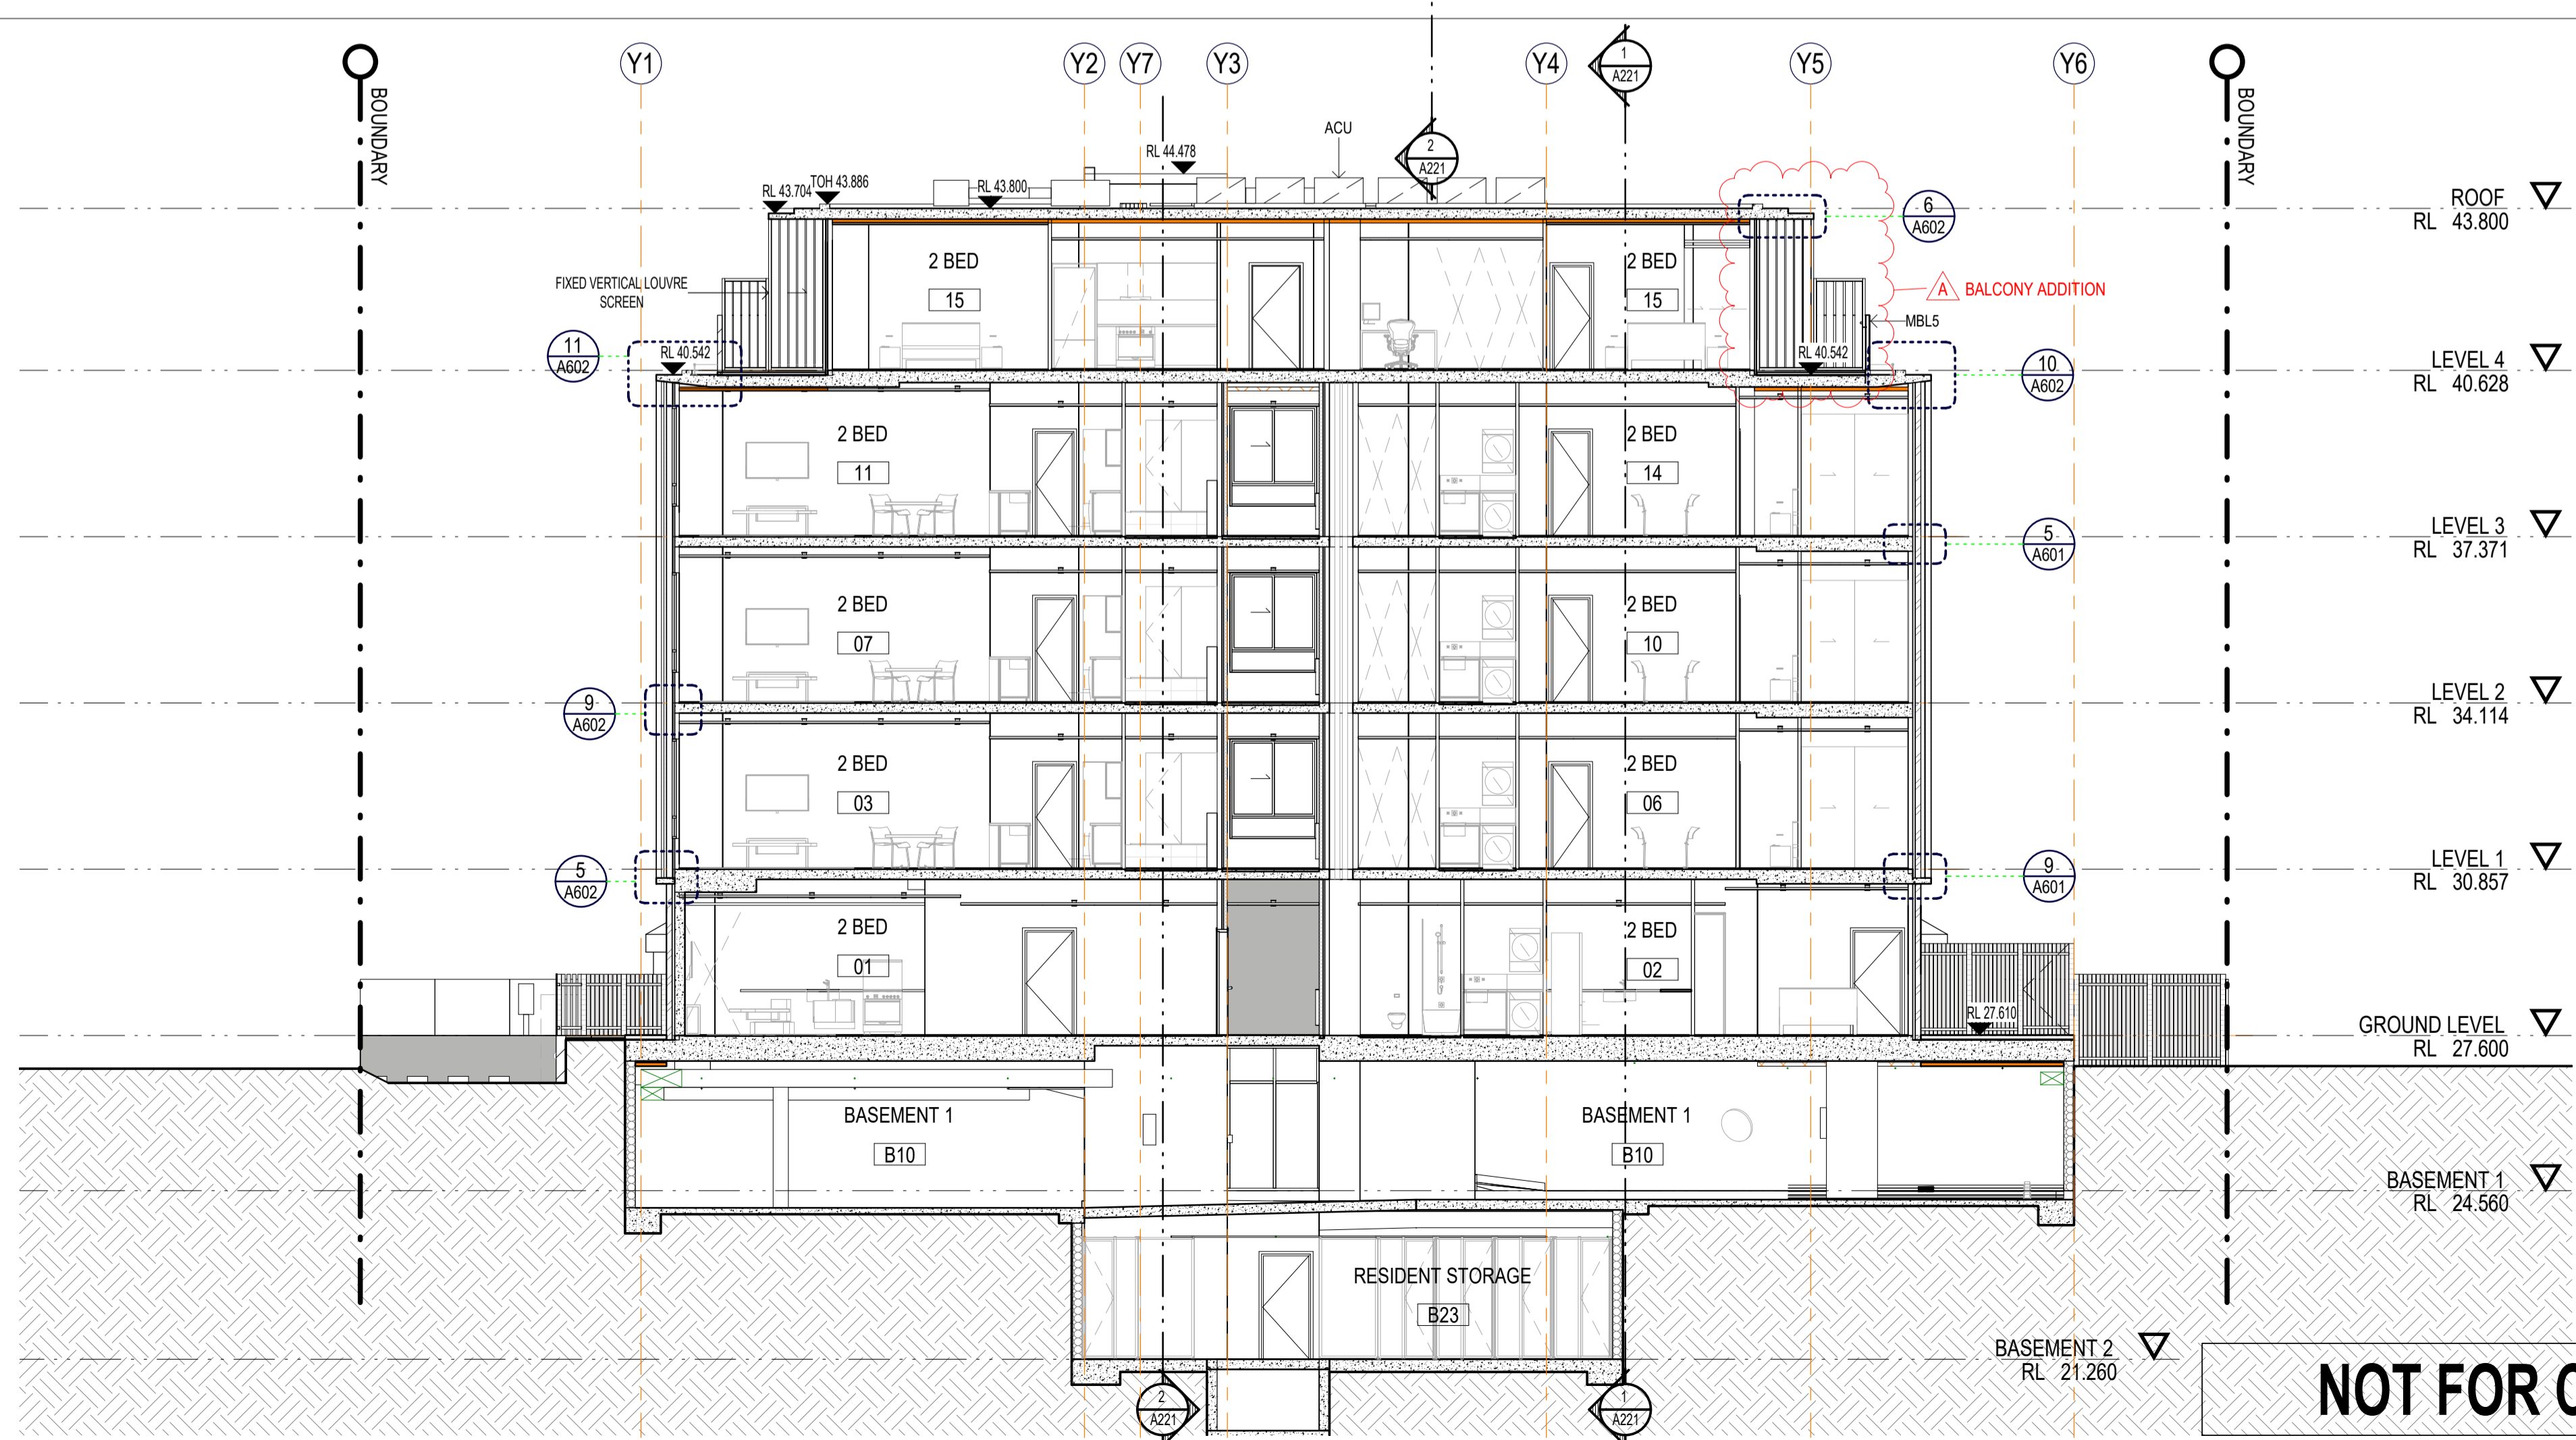 Y1
Y2
Y7
Y3
Y4
1
A221
Y5
Y6
BOUNDARY
BOUNDARY
ACU
2
A221
RL 44.478
RL 43.704
TOH 43.886
RL 43.800
6
A602
ROOF
RL 43.800
2 BED
15
2 BED
15
FIXED VERTICAL LOUVRE
SCREEN
A
BALCONY ADDITION
MBL5
11
A602
RL 40.542
RL 40.542
10
A602
LEVEL 4
RL 40.628
2 BED
11
2 BED
14
5
A601
LEVEL 3
RL 37.371
2 BED
07
2 BED
10
9
A602
LEVEL 2
RL 34.114
2 BED
03
2 BED
06
5
A602
9
A601
LEVEL 1
RL 30.857
2 BED
01
2 BED
02
RL 27.610
GROUND LEVEL
RL 27.600
BASEMENT 1
B10
BASEMENT 1
B10
BASEMENT 1
RL 24.560
RESIDENT STORAGE
B23
BASEMENT 2
RL 21.260
2
A221
1
A221
NOT FOR C